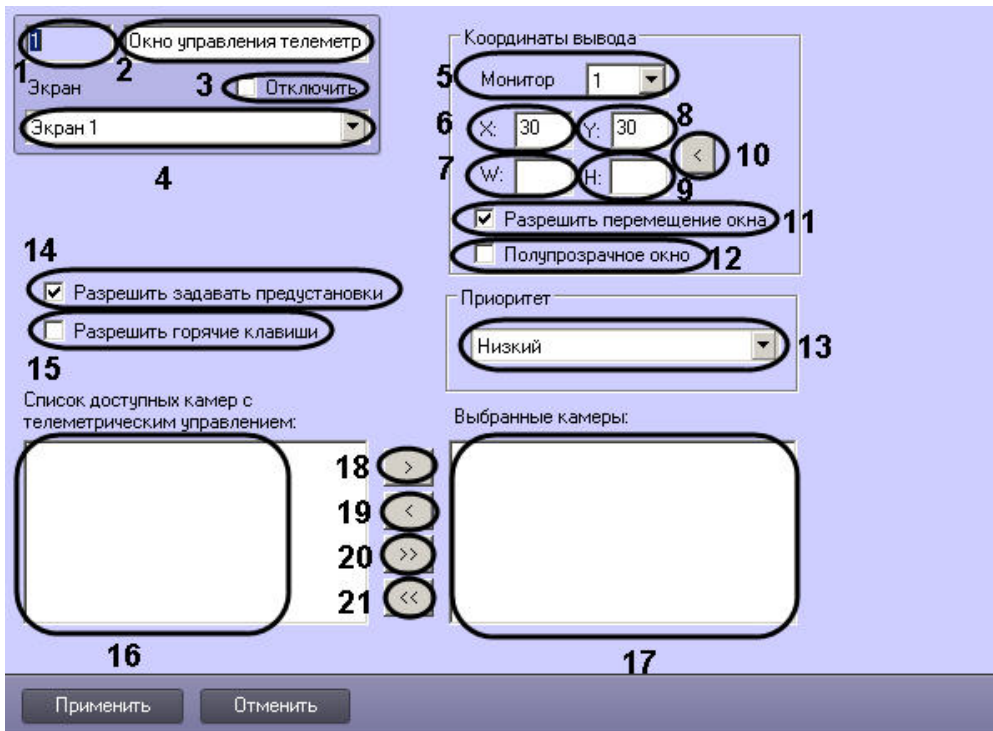 1
Окно управления телеметр
1
2
Экран
3
Отключить
Экран 1
4
Координаты вывода
5
Монитор
1
6
X:
30
Y:
30
8
7
W:
H:
9
<
10
Разрешить перемещение окна
11
Полупрозрачное окно
12
14
Разрешить задавать предустановки
Разрешить горячие клавиши
15
Приоритет
Низкий
13
Список доступных камер с
телеметрическим управлением:
Выбранные камеры:
18
>
19
<
20
>>
21
<<
16
17
Применить
Отменить